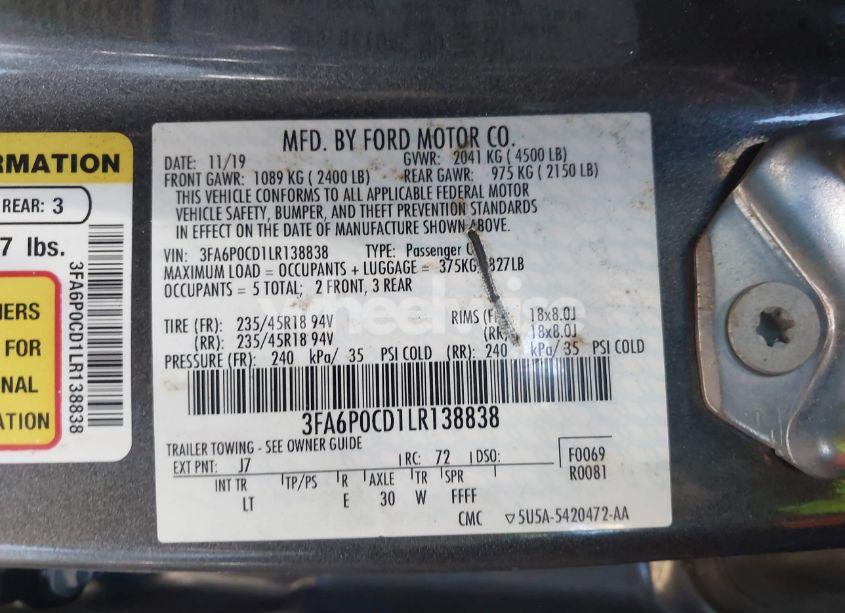 MFD. BY FORD MOTOR CO.
DATE: 11/19 GVWR: 2041 KG ( 4500 LB)
FRONT GAWR: 1089 KG ( 2400 LB) REAR GAWR: 975 KG ( 2150 LB)
THIS VEHICLE CONFORMS TO ALL APPLICABLE FEDERAL MOTOR
VEHICLE SAFETY, BUMPER, AND THEFT PREVENTION STANDARDS
IN EFFECT ON THE DATE OF MANUFACTURE SHOWN ABOVE.
VIN: 3FA6P0CD1LR138838 TYPE: Passenger
MAXIMUM LOAD = OCCUPANTS + LUGGAGE = 375KG 827LB
OCCUPANTS = 5 TOTAL; 2 FRONT, 3 REAR
TIRE (FR): 235/45R18 94V RIMS (FR 18x8.0J
(RR): 235/45R18 94V (RR) 18x8.0J
PRESSURE (FR): 240 kPa/ 35 PSI COLD (RR): 240 kPa/ 35 PSI COLD
3FA6P0CD1LR138838
TRAILER TOWING - SEE OWNER GUIDE
EXT PNT: J7 RC: 72 DSO: F0069
R0081
INT TR TP/PS R AXLE TR SPR
LT E 30 W FFFF
CMC ▽5U5A-5420472-AA
RMATION
REAR: 3
7 lbs.
NERS
FOR
NAL
3FA6P0CD1LR138838